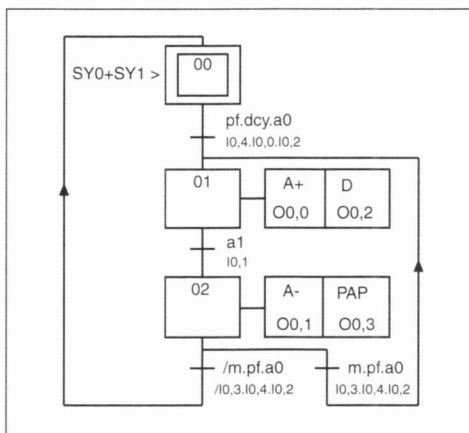 00
SY0+SY1 >
pf.dcy.a0
I0,4.I0,0.I0,2
01
A+ D
O0,0 O0,2
a1
I0,1
02
A- PAP
O0,1 O0,3
/m.pf.a0 m.pf.a0
/I0,3.I0,4.I0,2 I0,3.I0,4.I0,2